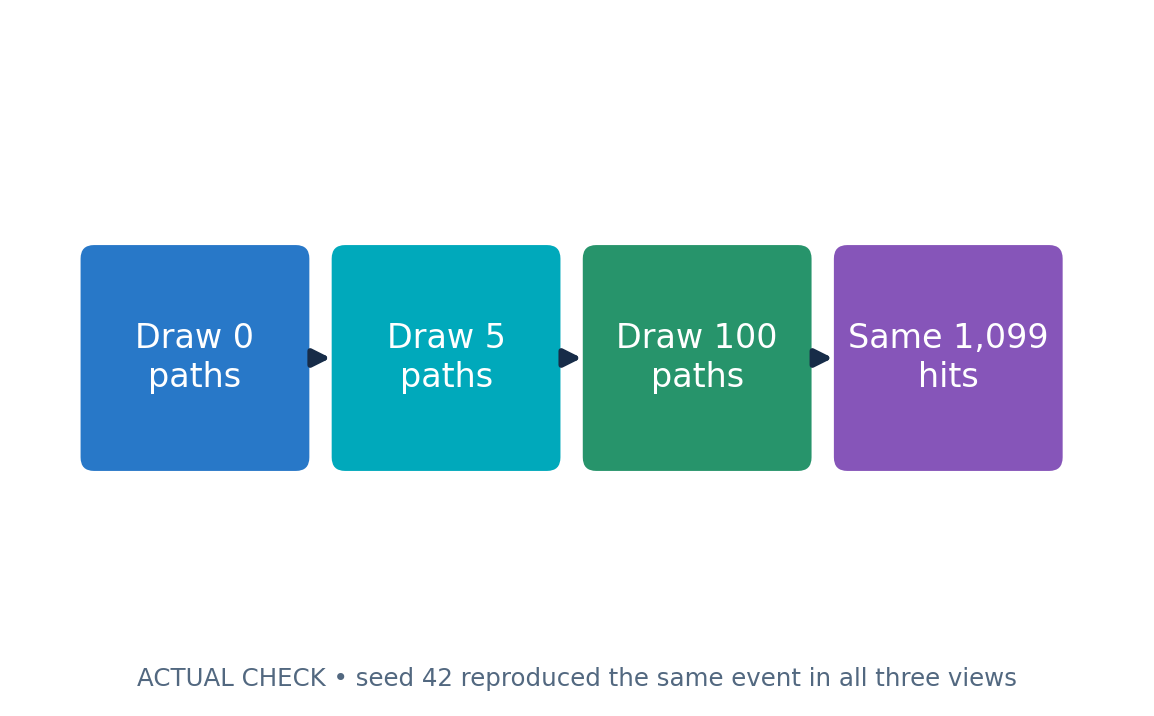 Draw 0
paths
Draw 5
paths
Draw 100
paths
Same 1,099
hits
ACTUAL CHECK • seed 42 reproduced the same event in all three views